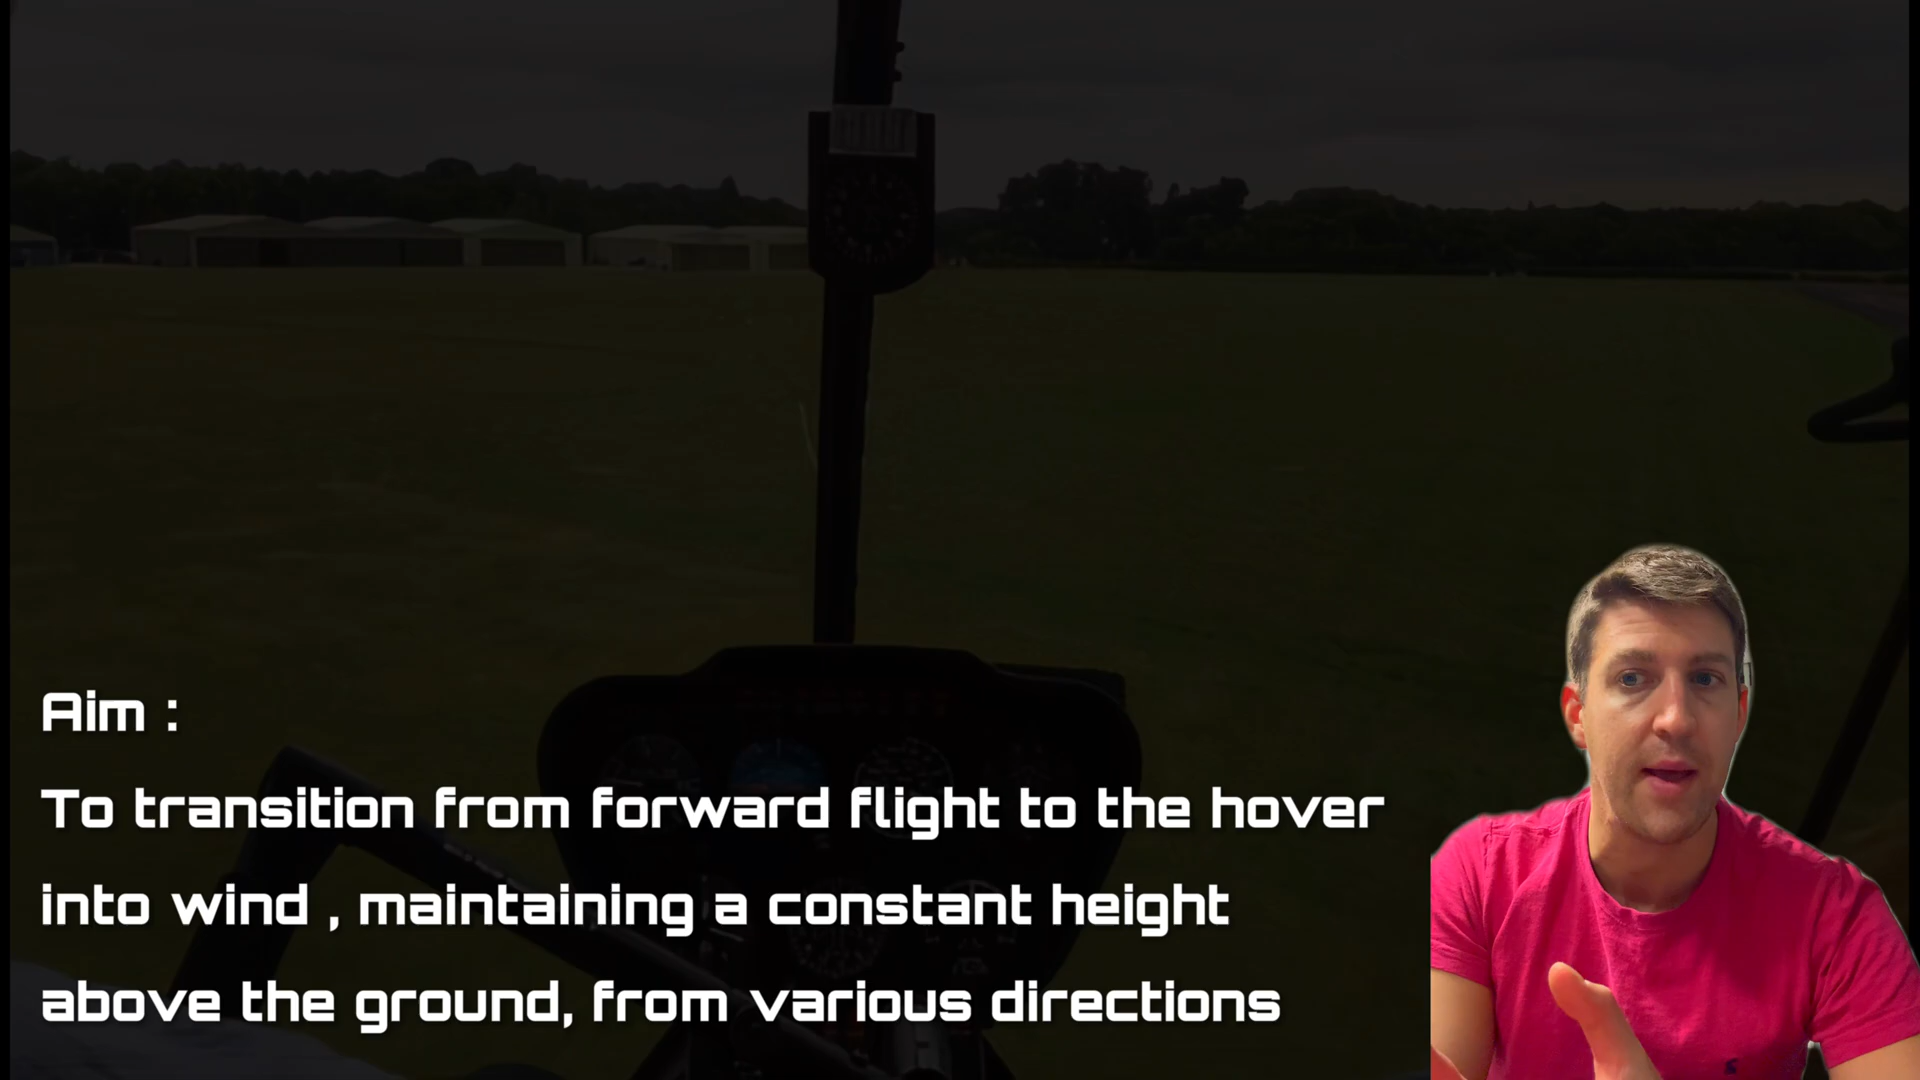 Aim :
To transition from forward flight to the hover
into wind , maintaining a constant height
above the ground, from various directions